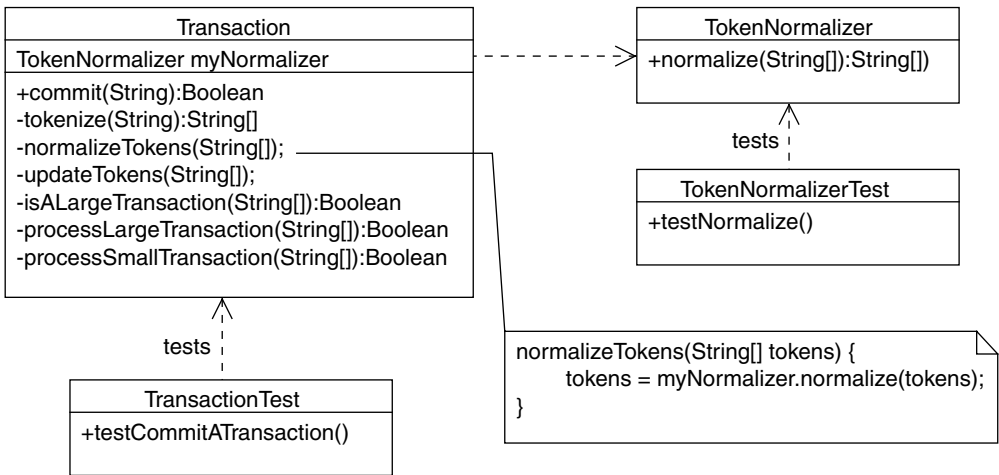 Transaction
TokenNormalizer myNormalizer
+commit(String):Boolean
-tokenize(String):String[]
-normalizeTokens(String[]);
-updateTokens(String[]);
-isALargeTransaction(String[]):Boolean
-processLargeTransaction(String[]):Boolean
-processSmallTransaction(String[]):Boolean
TokenNormalizer
+normalize(String[]):String[])
tests
TokenNormalizerTest
+testNormalize()
tests
TransactionTest
+testCommitATransaction()
normalizeTokens(String[] tokens) {
tokens = myNormalizer.normalize(tokens);
}